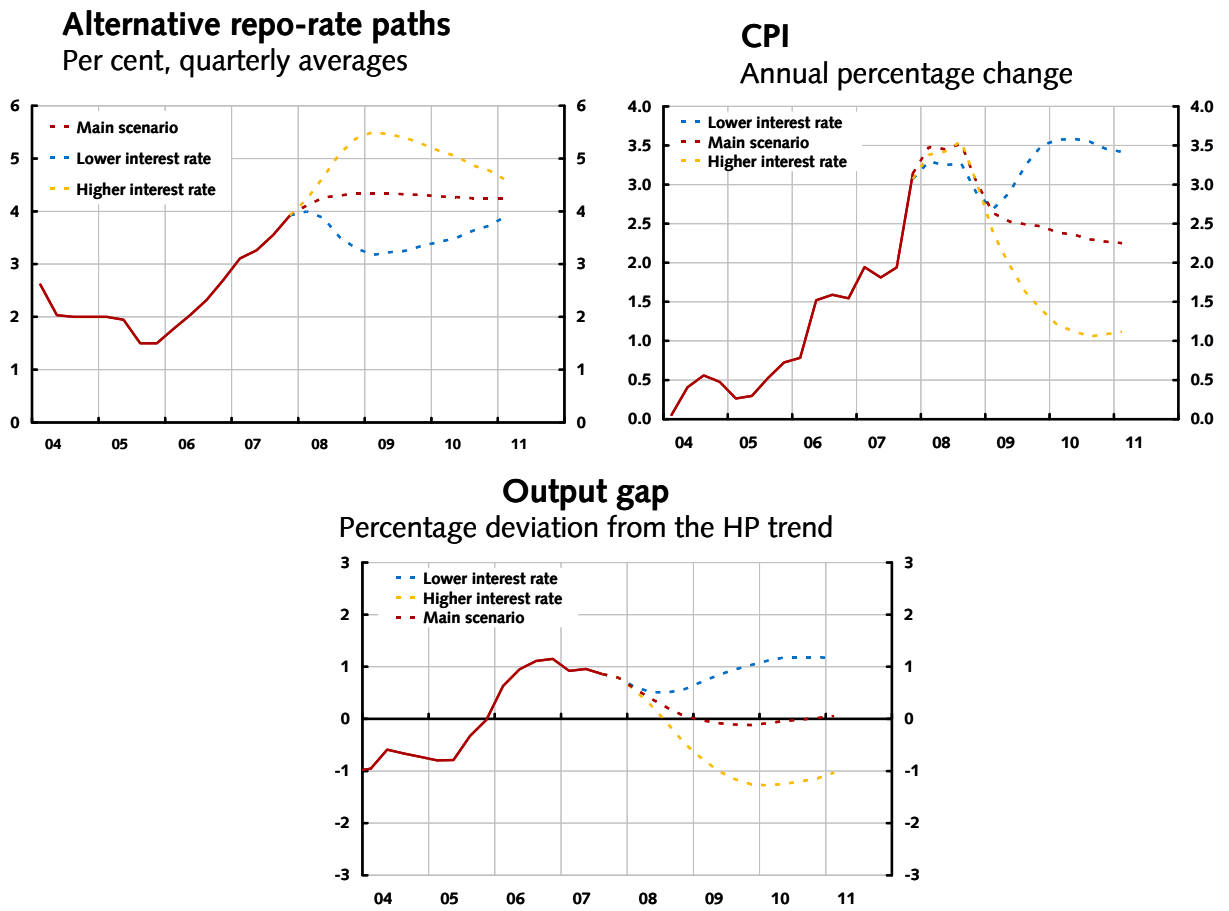 Alternative repo-rate paths
Per cent, quarterly averages
6
5
4
3
2
1
0
Main scenario
Lower interest rate
Higher interest rate
6
5
4
3
2
1
0
04 05 06 07 08 09 10 11
CPI
Annual percentage change
4.0
3.5
3.0
2.5
2.0
1.5
1.0
0.5
0.0
Lower interest rate
Main scenario
Higher interest rate
4.0
3.5
3.0
2.5
2.0
1.5
1.0
0.5
0.0
04 05 06 07 08 09 10 11
Output gap
Percentage deviation from the HP trend
3
2
1
0
-1
-2
-3
Lower interest rate
Higher interest rate
Main scenario
3
2
1
0
-1
-2
-3
04 05 06 07 08 09 10 11